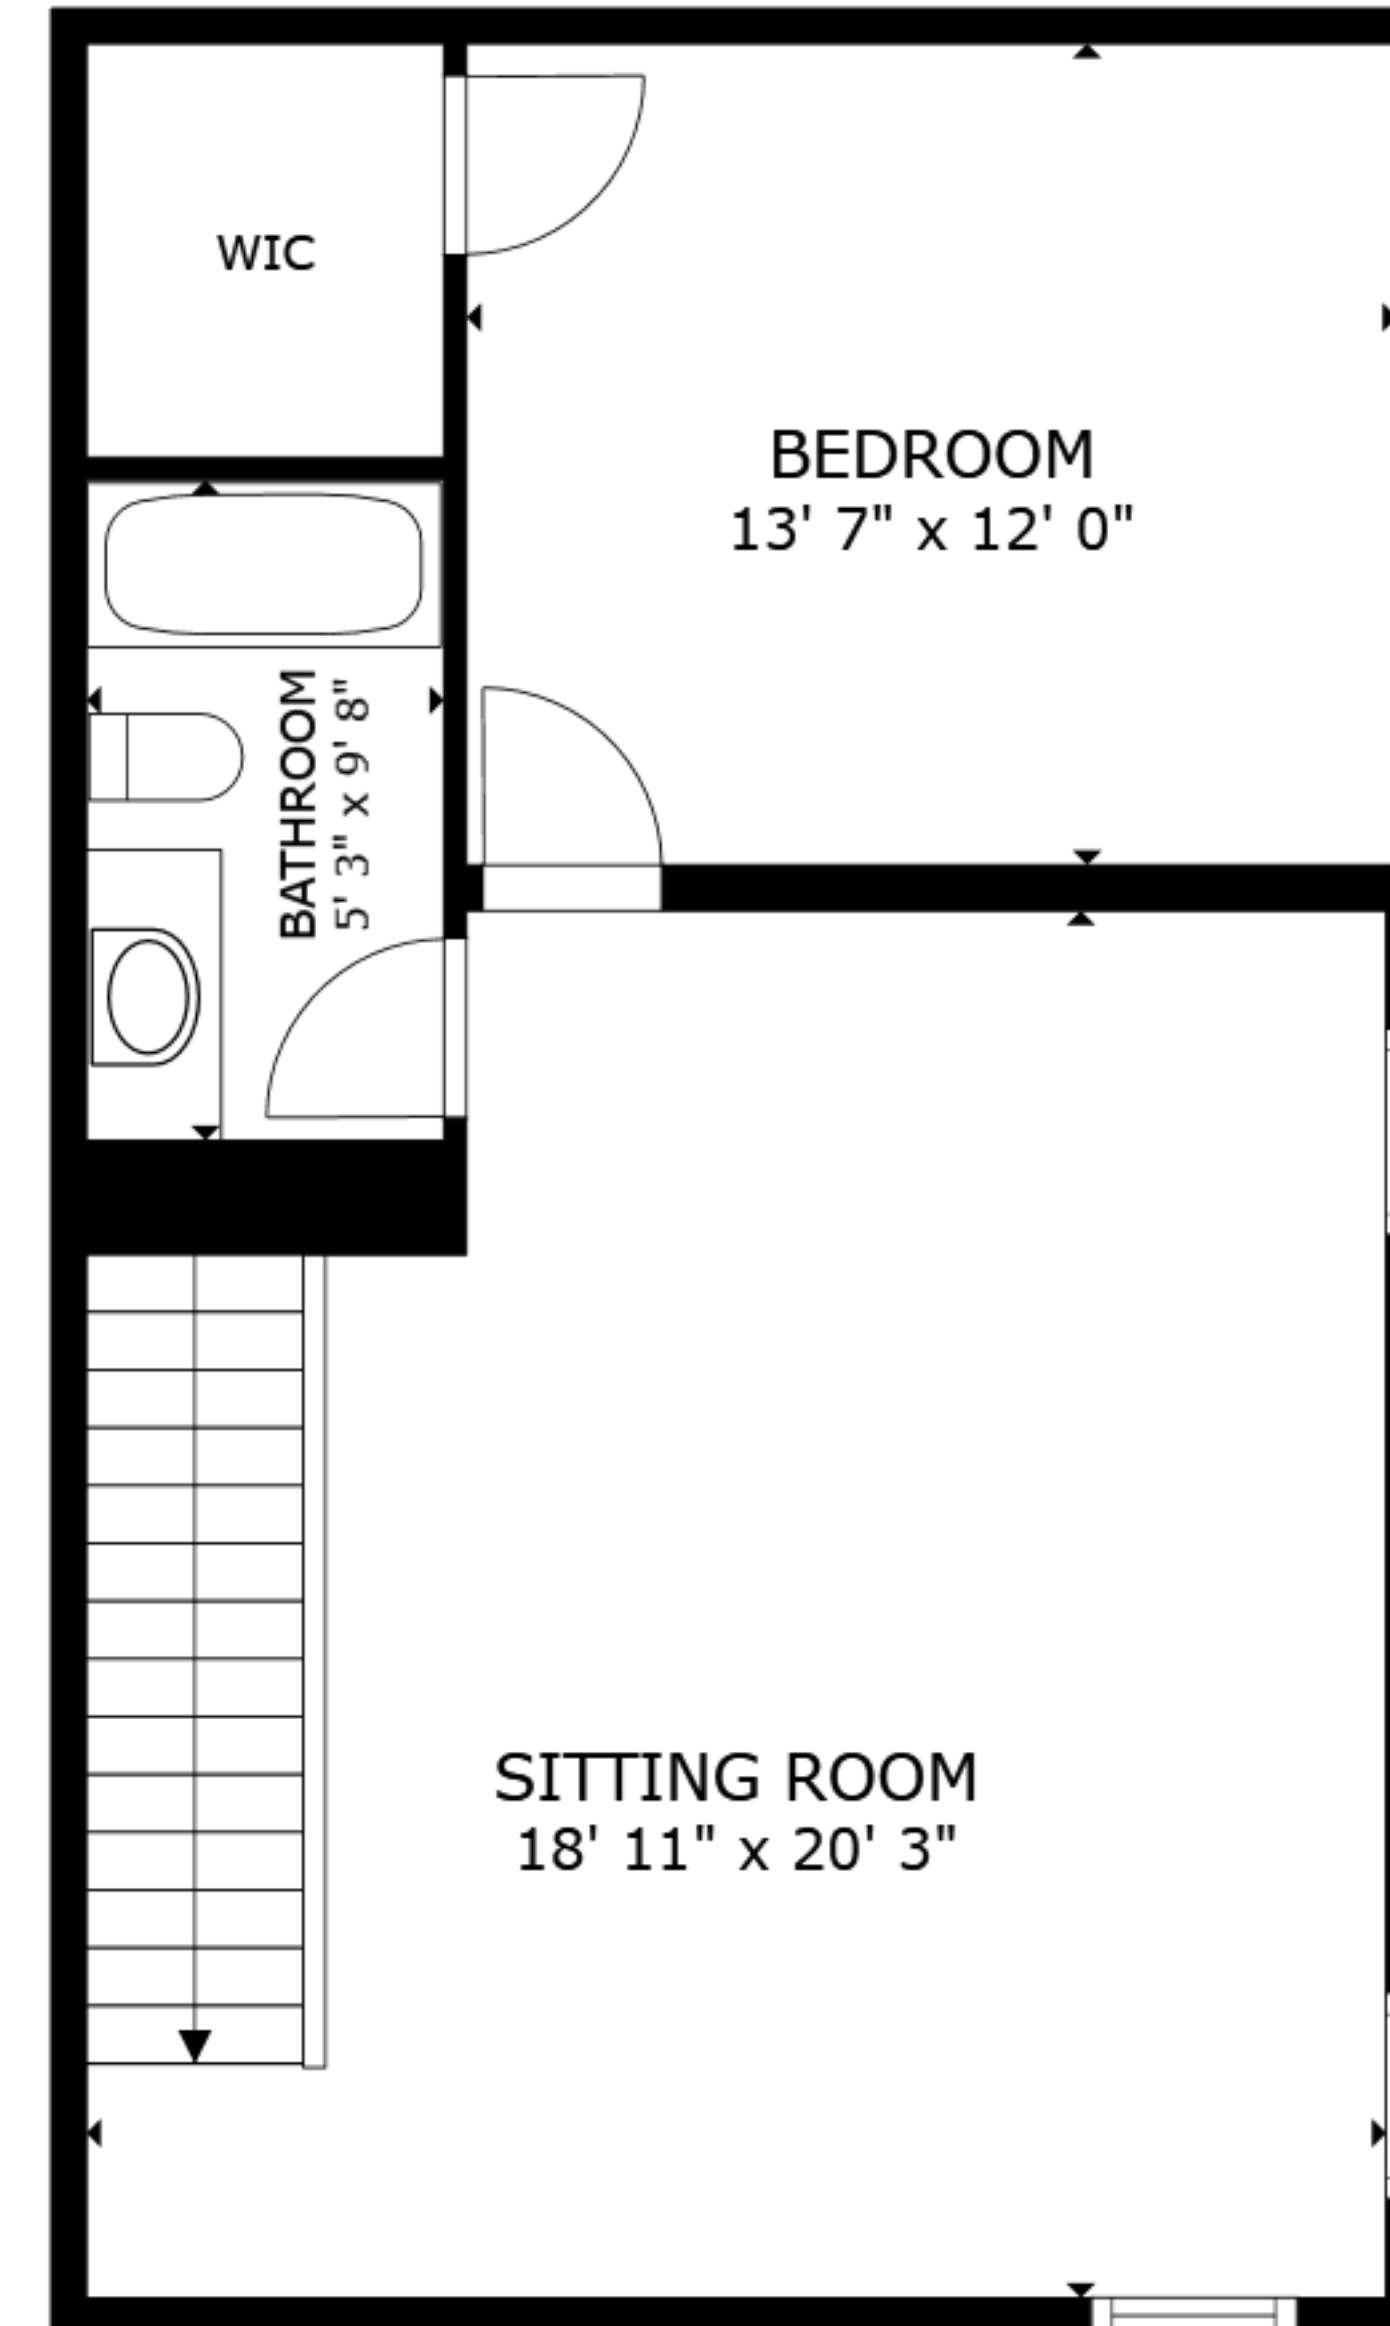 WIC
BEDROOM
13' 7" x 12' 0"
BATHROOM
5' 3" x 9' 8"
SITTING ROOM
18' 11" x 20' 3"